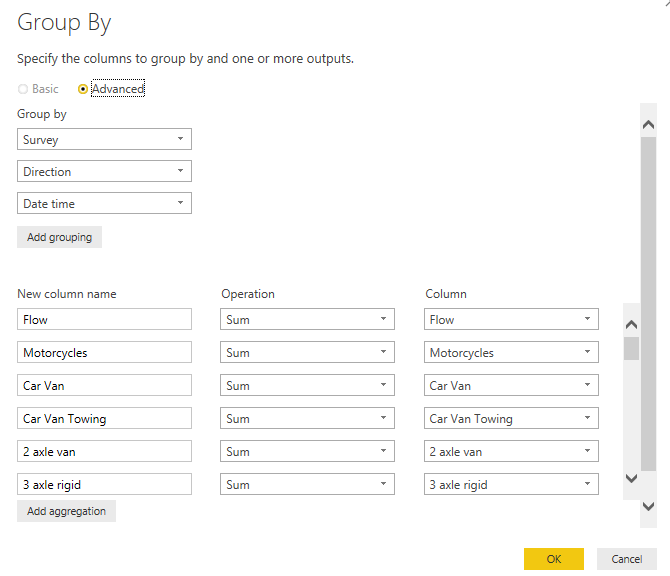 Group By
Specify the columns to group by and one or more outputs.
Basic Advanced
Group by
Survey
Direction
Date time
Add grouping
New column name Operation Column
Flow Sum Flow
Motorcycles Sum Motorcycles
Car Van Sum Car Van
Car Van Towing Sum Car Van Towing
2 axle van Sum 2 axle van
3 axle rigid Sum 3 axle rigid
Add aggregation
OK Cancel